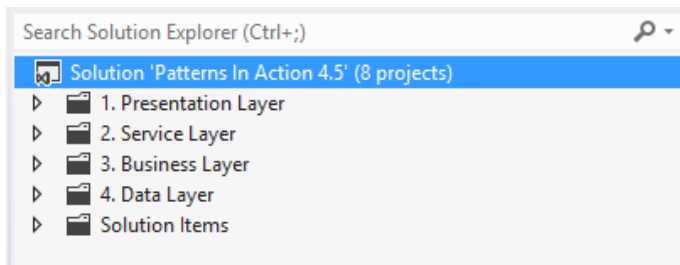 Search Solution Explorer (Ctrl+;)
Solution 'Patterns In Action 4.5' (8 projects)
1. Presentation Layer
2. Service Layer
3. Business Layer
4. Data Layer
Solution Items